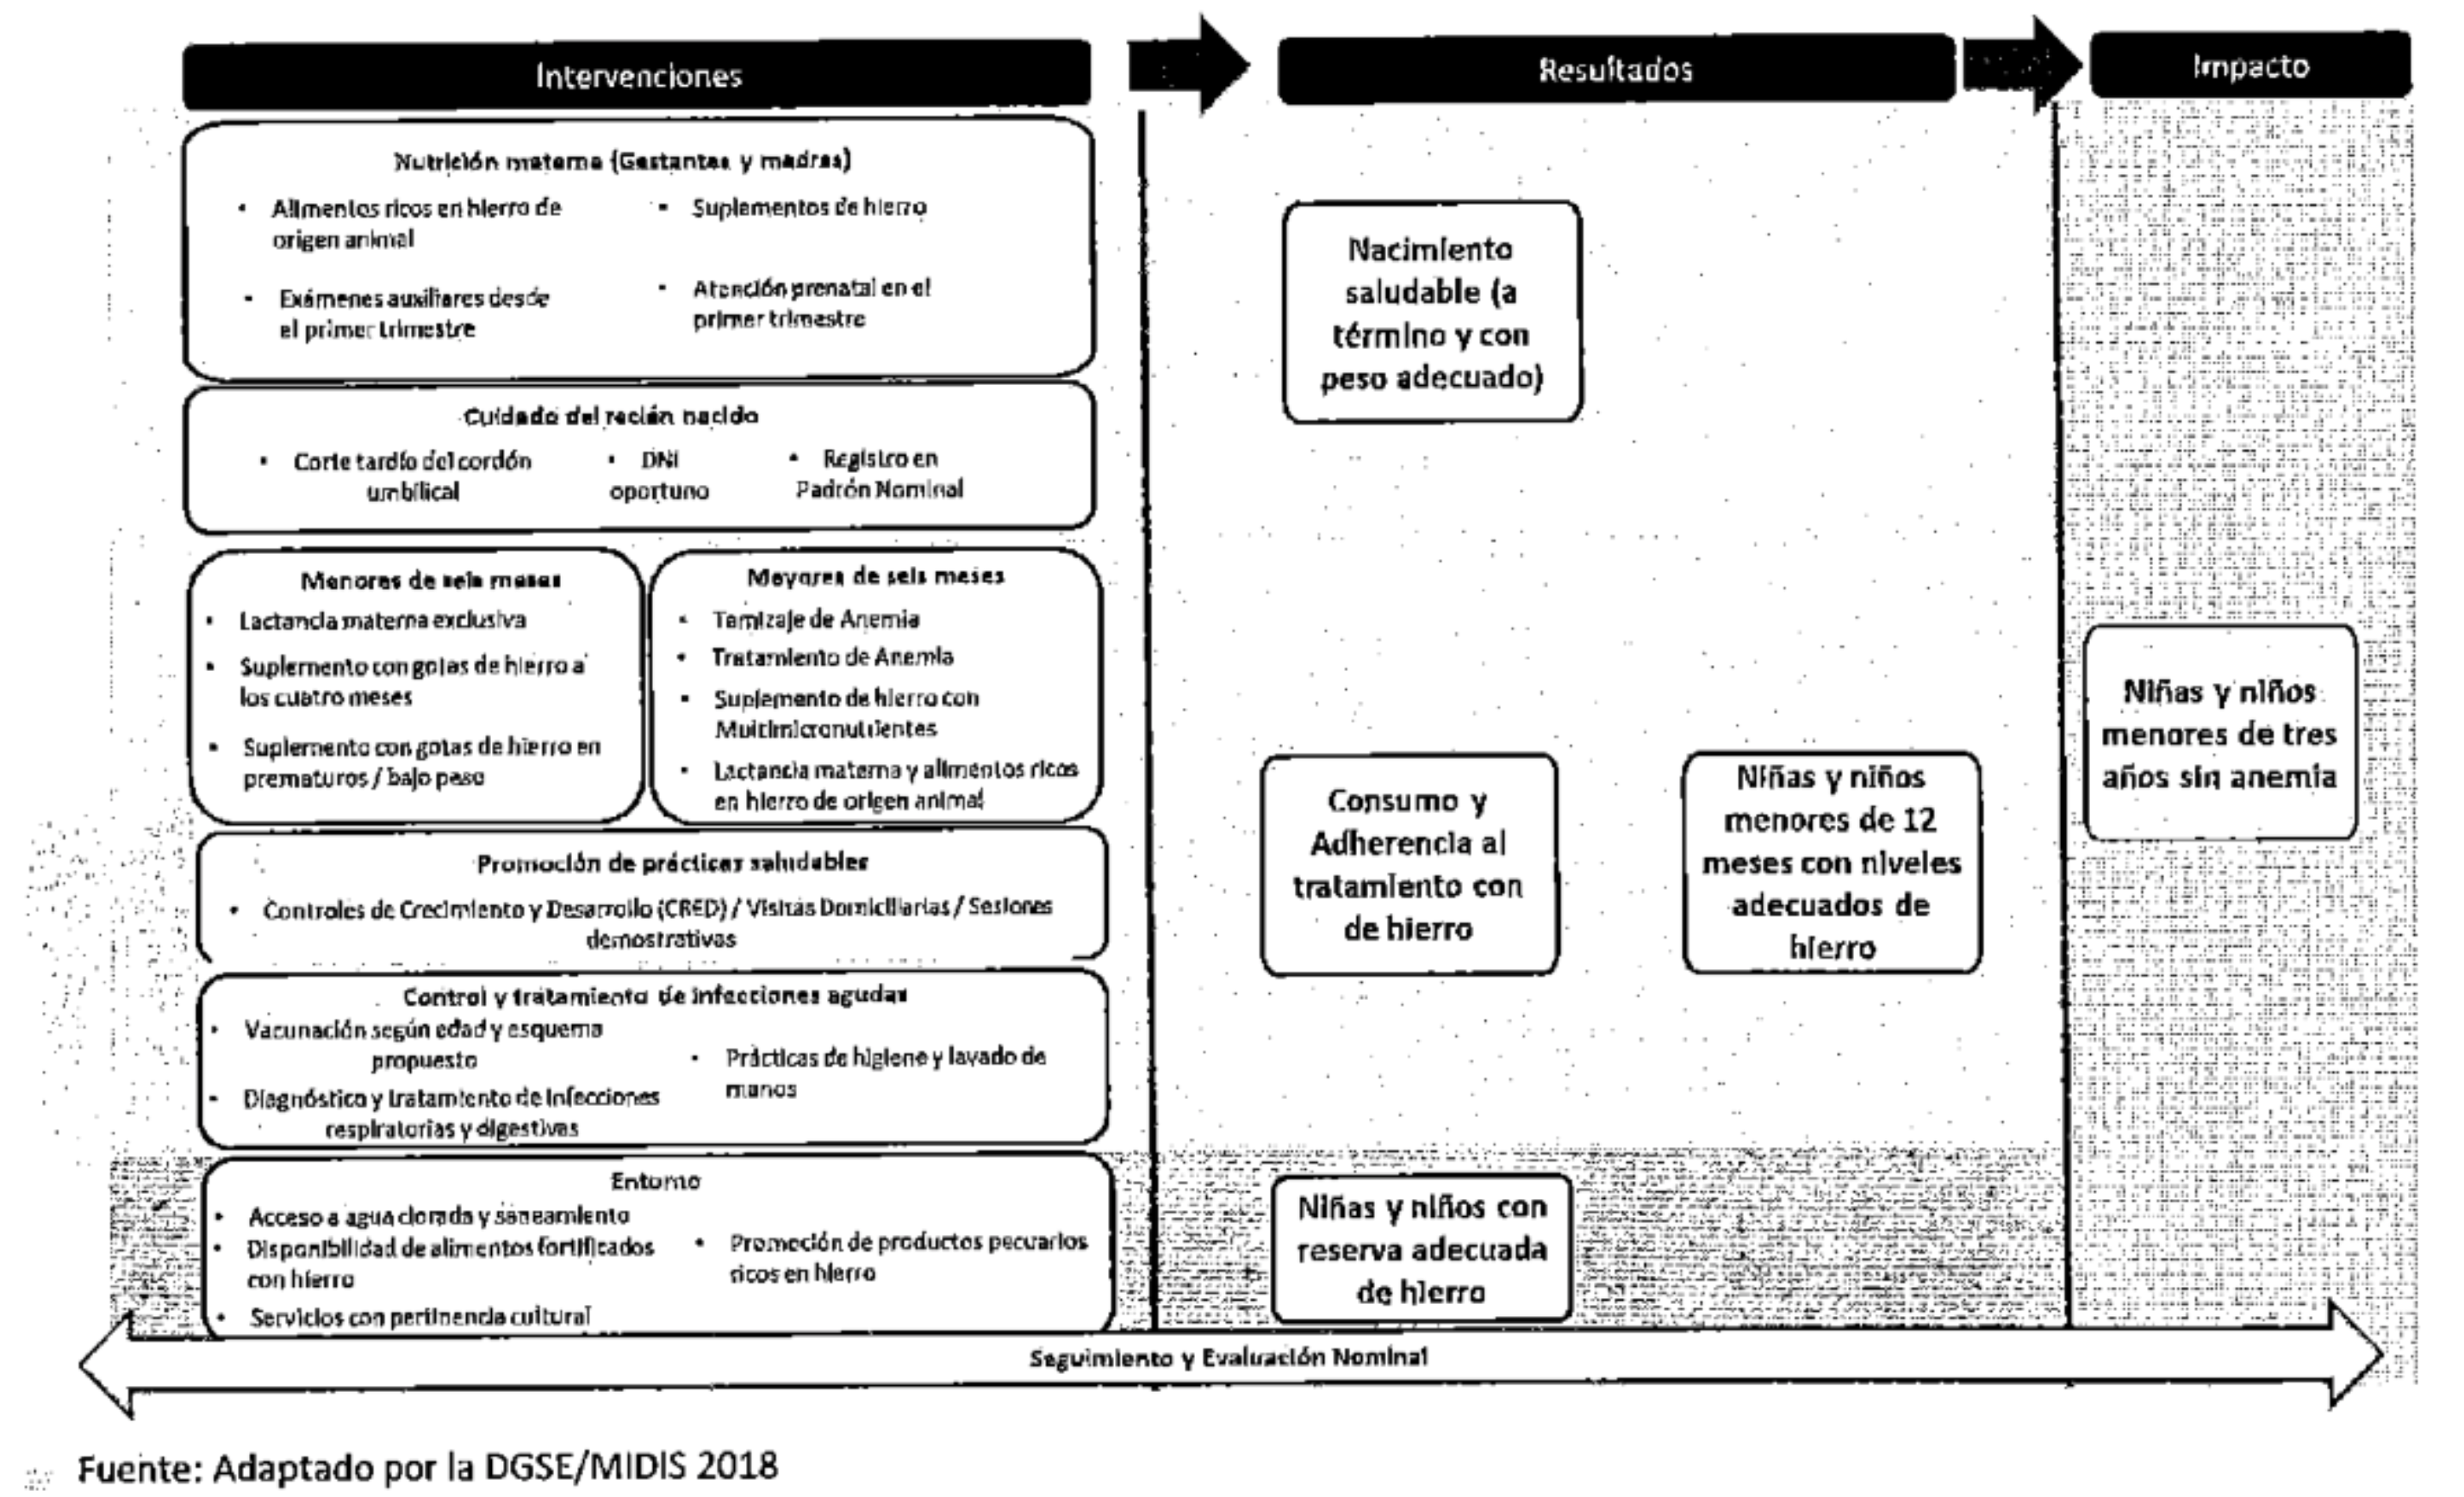 Intervenciones
Resultados
Impacto
Nutrición materna (Gestantes y madres)
• Alimentos ricos en hierro de
origen animal
• Suplementos de hierro
• Exámenes auxiliares desde
el primer trimestre
• Atención prenatal en el
primer trimestre
Cuidado del recién nacido
• Corte tardío del cordón
umbilical
• DNI
oportuno
• Registro en
Padrón Nominal
Menores de seis meses
• Lactancia materna exclusiva
• Suplemento con gotas de hierro a
los cuatro meses
• Suplemento con gotas de hierro en
prematuros / bajo peso
Mayores de seis meses
• Tamizaje de Anemia
• Tratamiento de Anemia
• Suplemento de hierro con
Multimicronutrientes
• Lactancia materna y alimentos ricos
en hierro de origen animal
Promoción de prácticas saludables
• Controles de Crecimiento y Desarrollo (CRED) / Visitas Domiciliarias / Sesiones
demostrativas
Control y tratamiento de infecciones agudas
• Vacunación según edad y esquema
propuesto
• Diagnóstico y tratamiento de Infecciones
respiratorias y digestivas
• Prácticas de higiene y lavado de
manos
Entorno
• Acceso a agua clorada y saneamiento
• Disponibilidad de alimentos fortificados
con hierro
• Servicios con pertinencia cultural
• Promoción de productos pecuarios
ricos en hierro
Nacimiento
saludable (a
término y con
peso adecuado)
Consumo y
Adherencia al
tratamiento con
de hierro
Niñas y niños
menores de 12
meses con niveles
adecuados de
hierro
Niñas y niños con
reserva adecuada
de hierro
Niñas y niños
menores de tres
años sin anemia
Seguimiento y Evaluación Nominal
Fuente: Adaptado por la DGSE/MIDIS 2018